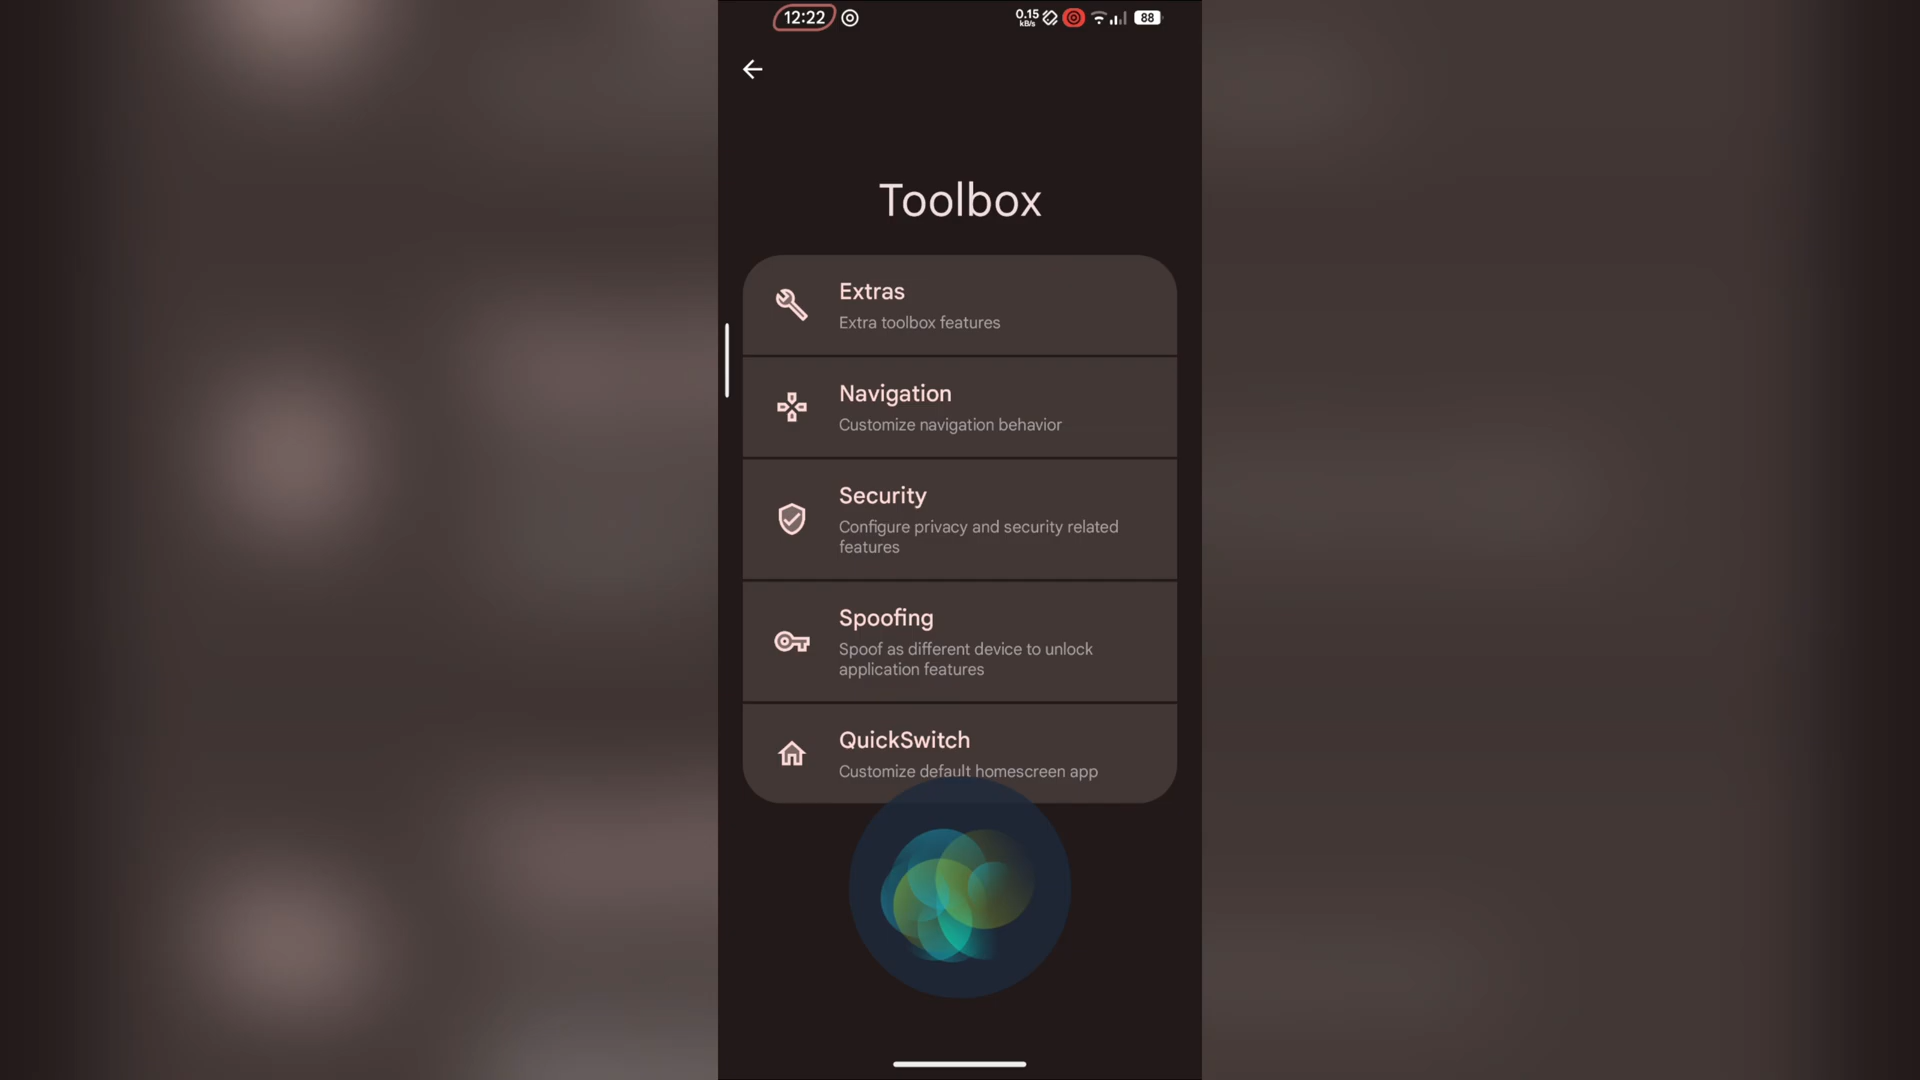 12:22
0.15
kB/s
88
Toolbox
Extras
Extra toolbox features
Navigation
Customize navigation behavior
Security
Configure privacy and security related
features
Spoofing
Spoof as different device to unlock
application features
QuickSwitch
Customize default homescreen app